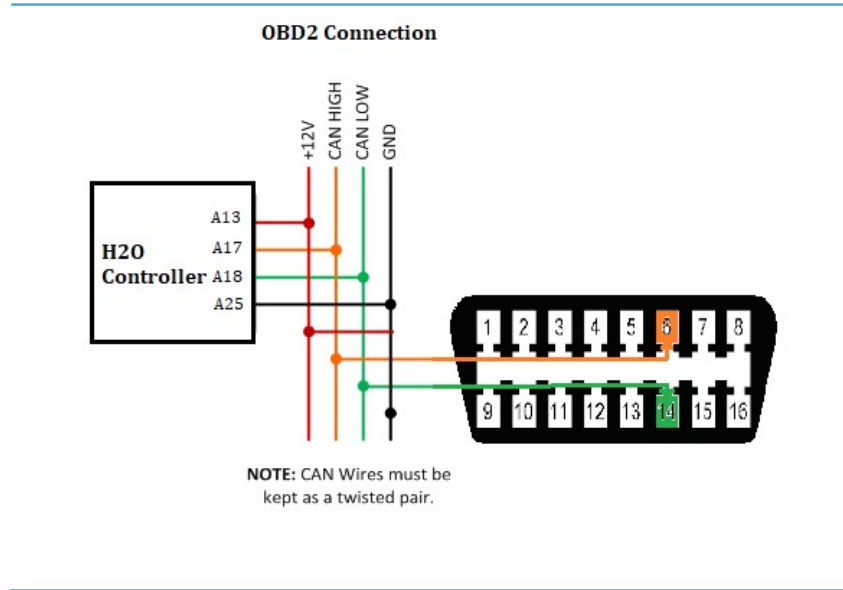 OBD2 Connection
+12V
CAN HIGH
CAN LOW
GND
H2O
Controller
A13
A17
A18
A25
1 2 3 4 5 6 7 8
9 10 11 12 13 14 15 16
NOTE: CAN Wires must be
kept as a twisted pair.